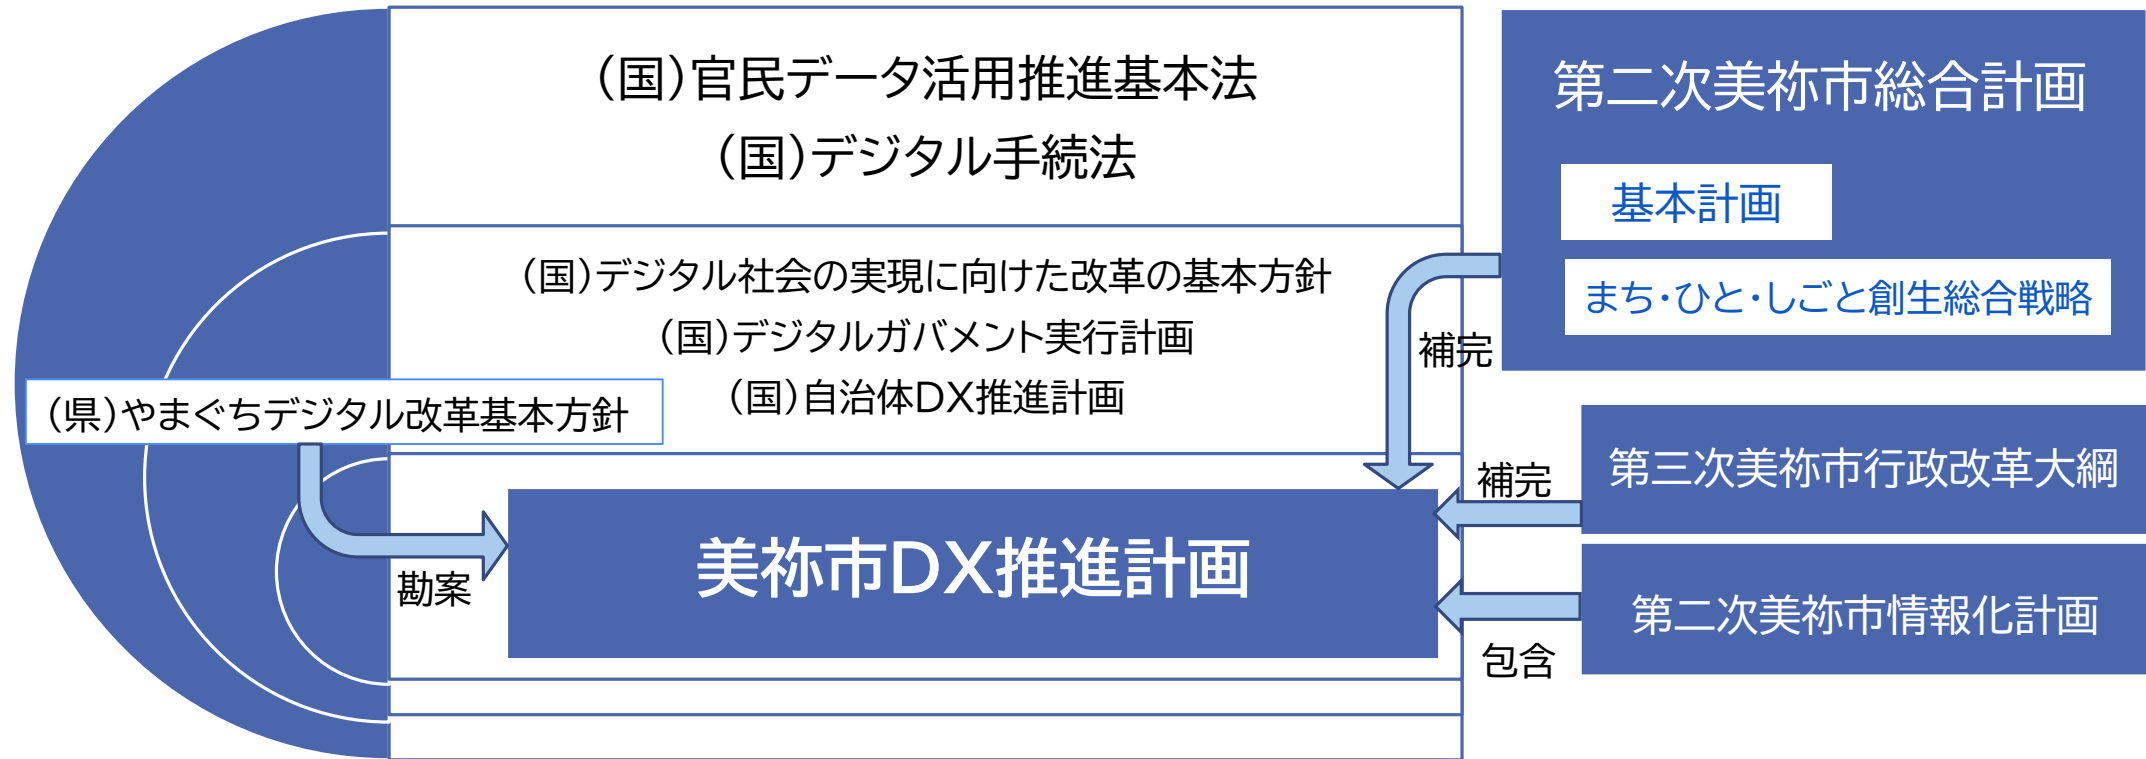 （国）官民データ活用推進基本法
（国）デジタル手続法
（国）デジタル社会の実現に向けた改革の基本方針
（国）デジタルガバメント実行計画
（国）自治体DX推進計画
（県）やまぐちデジタル改革基本方針
勘案
美祢市DX推進計画
第二次美祢市総合計画
基本計画
まち・ひと・しごと創生総合戦略
補完
第三次美祢市行政改革大綱
補完
第二次美祢市情報化計画
包含